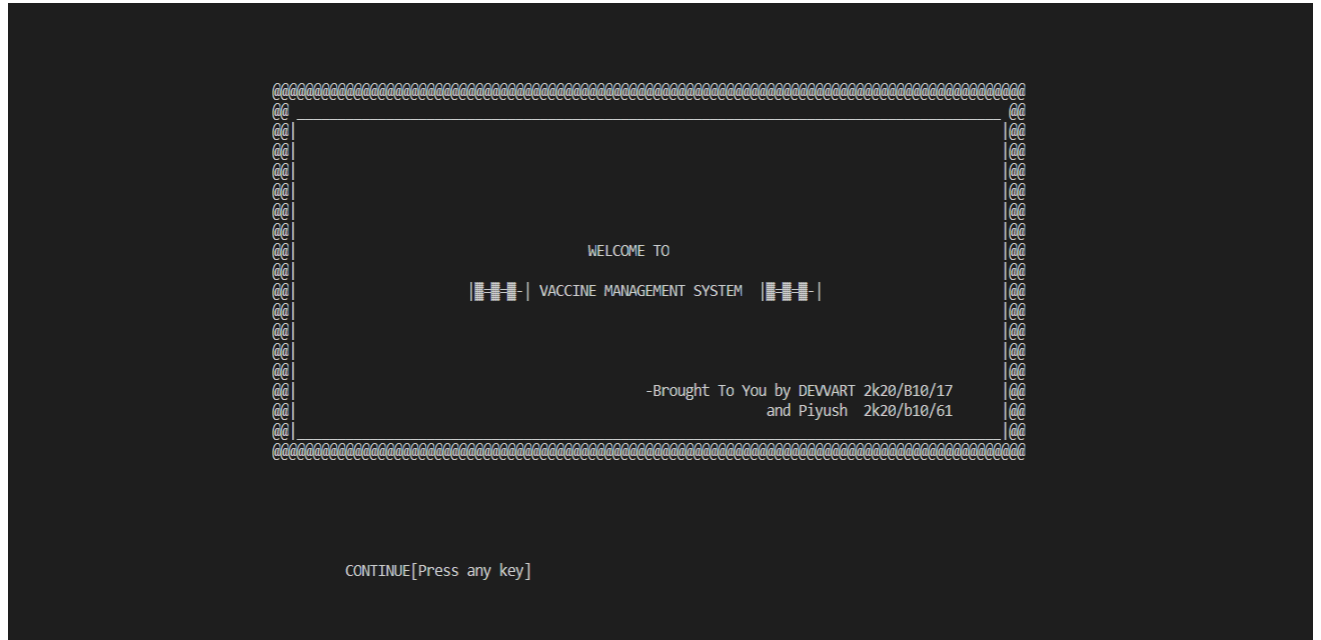 WELCOME TO
|▓=▓=▓-| VACCINE MANAGEMENT SYSTEM |▓=▓=▓-|
-Brought To You by DEVVART 2k20/B10/17
and Piyush 2k20/b10/61
CONTINUE[Press any key]